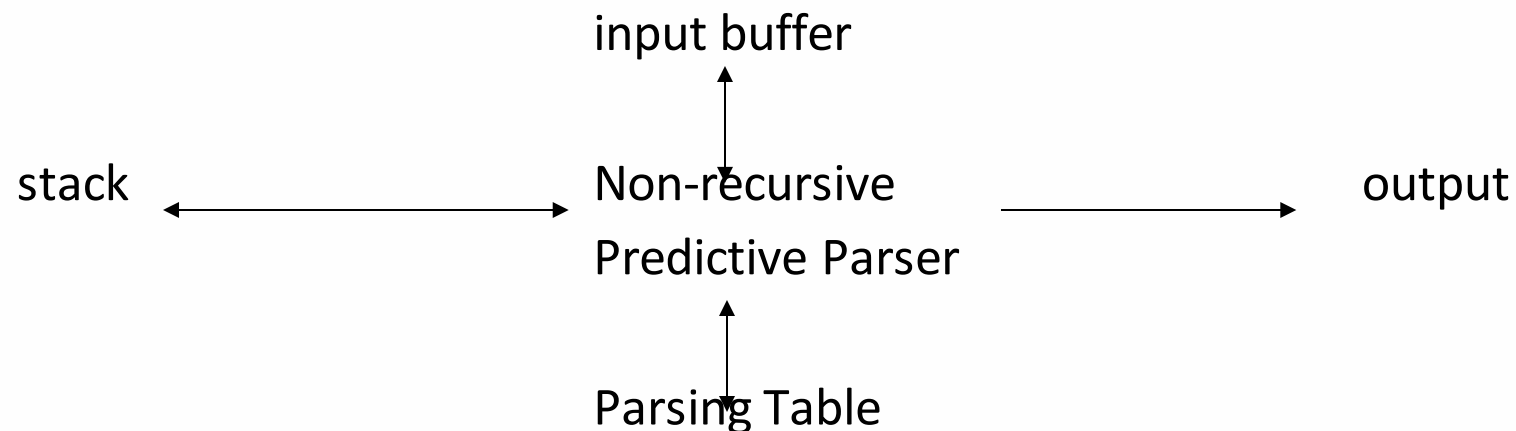 input buffer
stack
Non-recursive
output
Predictive Parser
Parsing Table